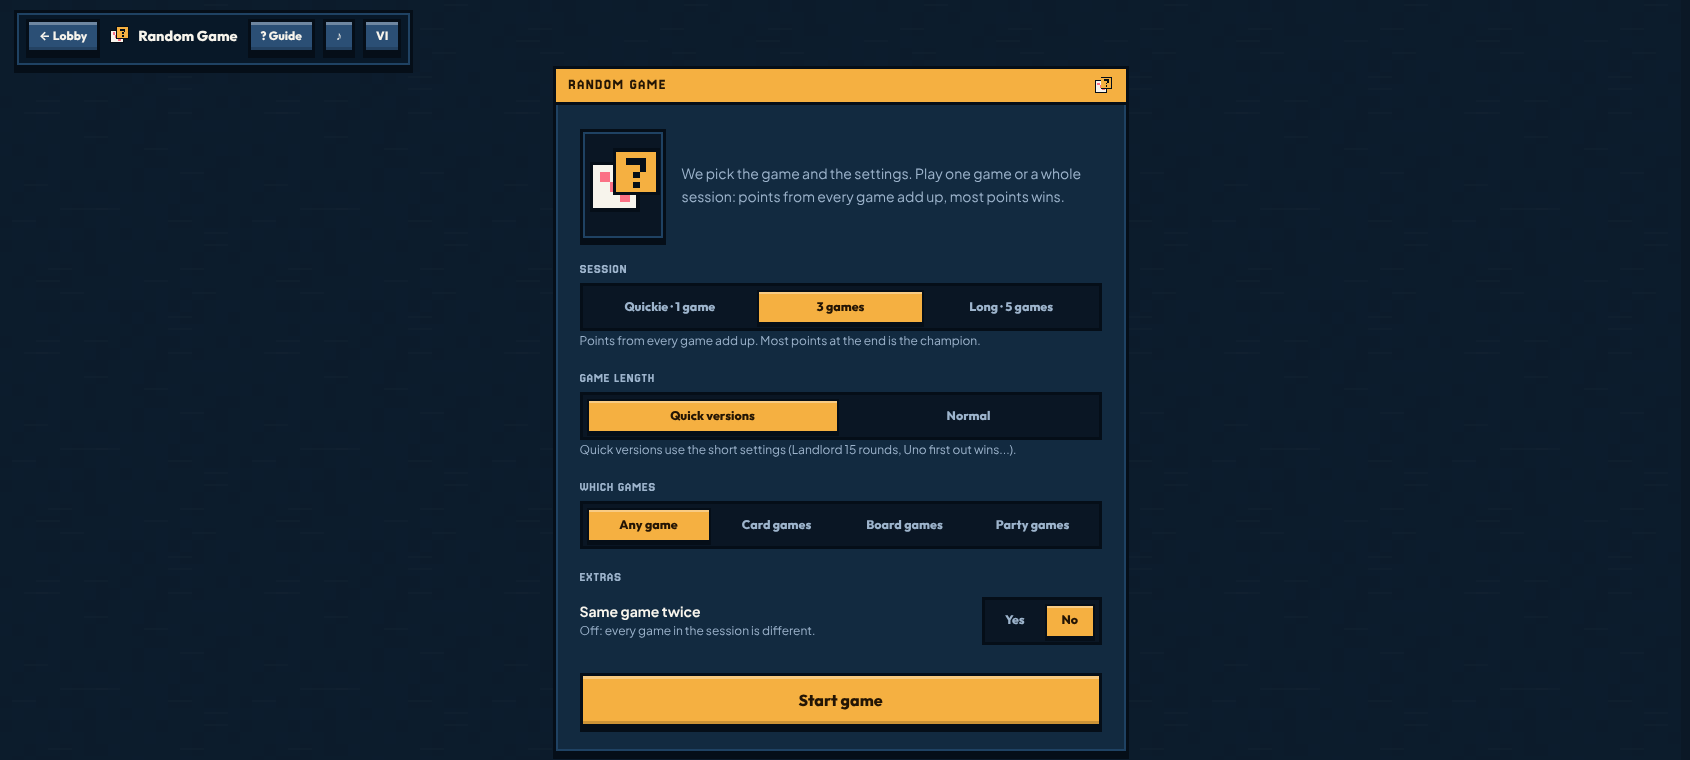 ← Lobby
Random Game
? Guide
♪
VI
RANDOM GAME
We pick the game and the settings. Play one game or a whole
session: points from every game add up, most points wins.
SESSION
Quickie · 1 game
3 games
Long · 5 games
Points from every game add up. Most points at the end is the champion.
GAME LENGTH
Quick versions
Normal
Quick versions use the short settings (Landlord 15 rounds, Uno first out wins...).
WHICH GAMES
Any game
Card games
Board games
Party games
EXTRAS
Same game twice
Off: every game in the session is different.
Yes
No
Start game